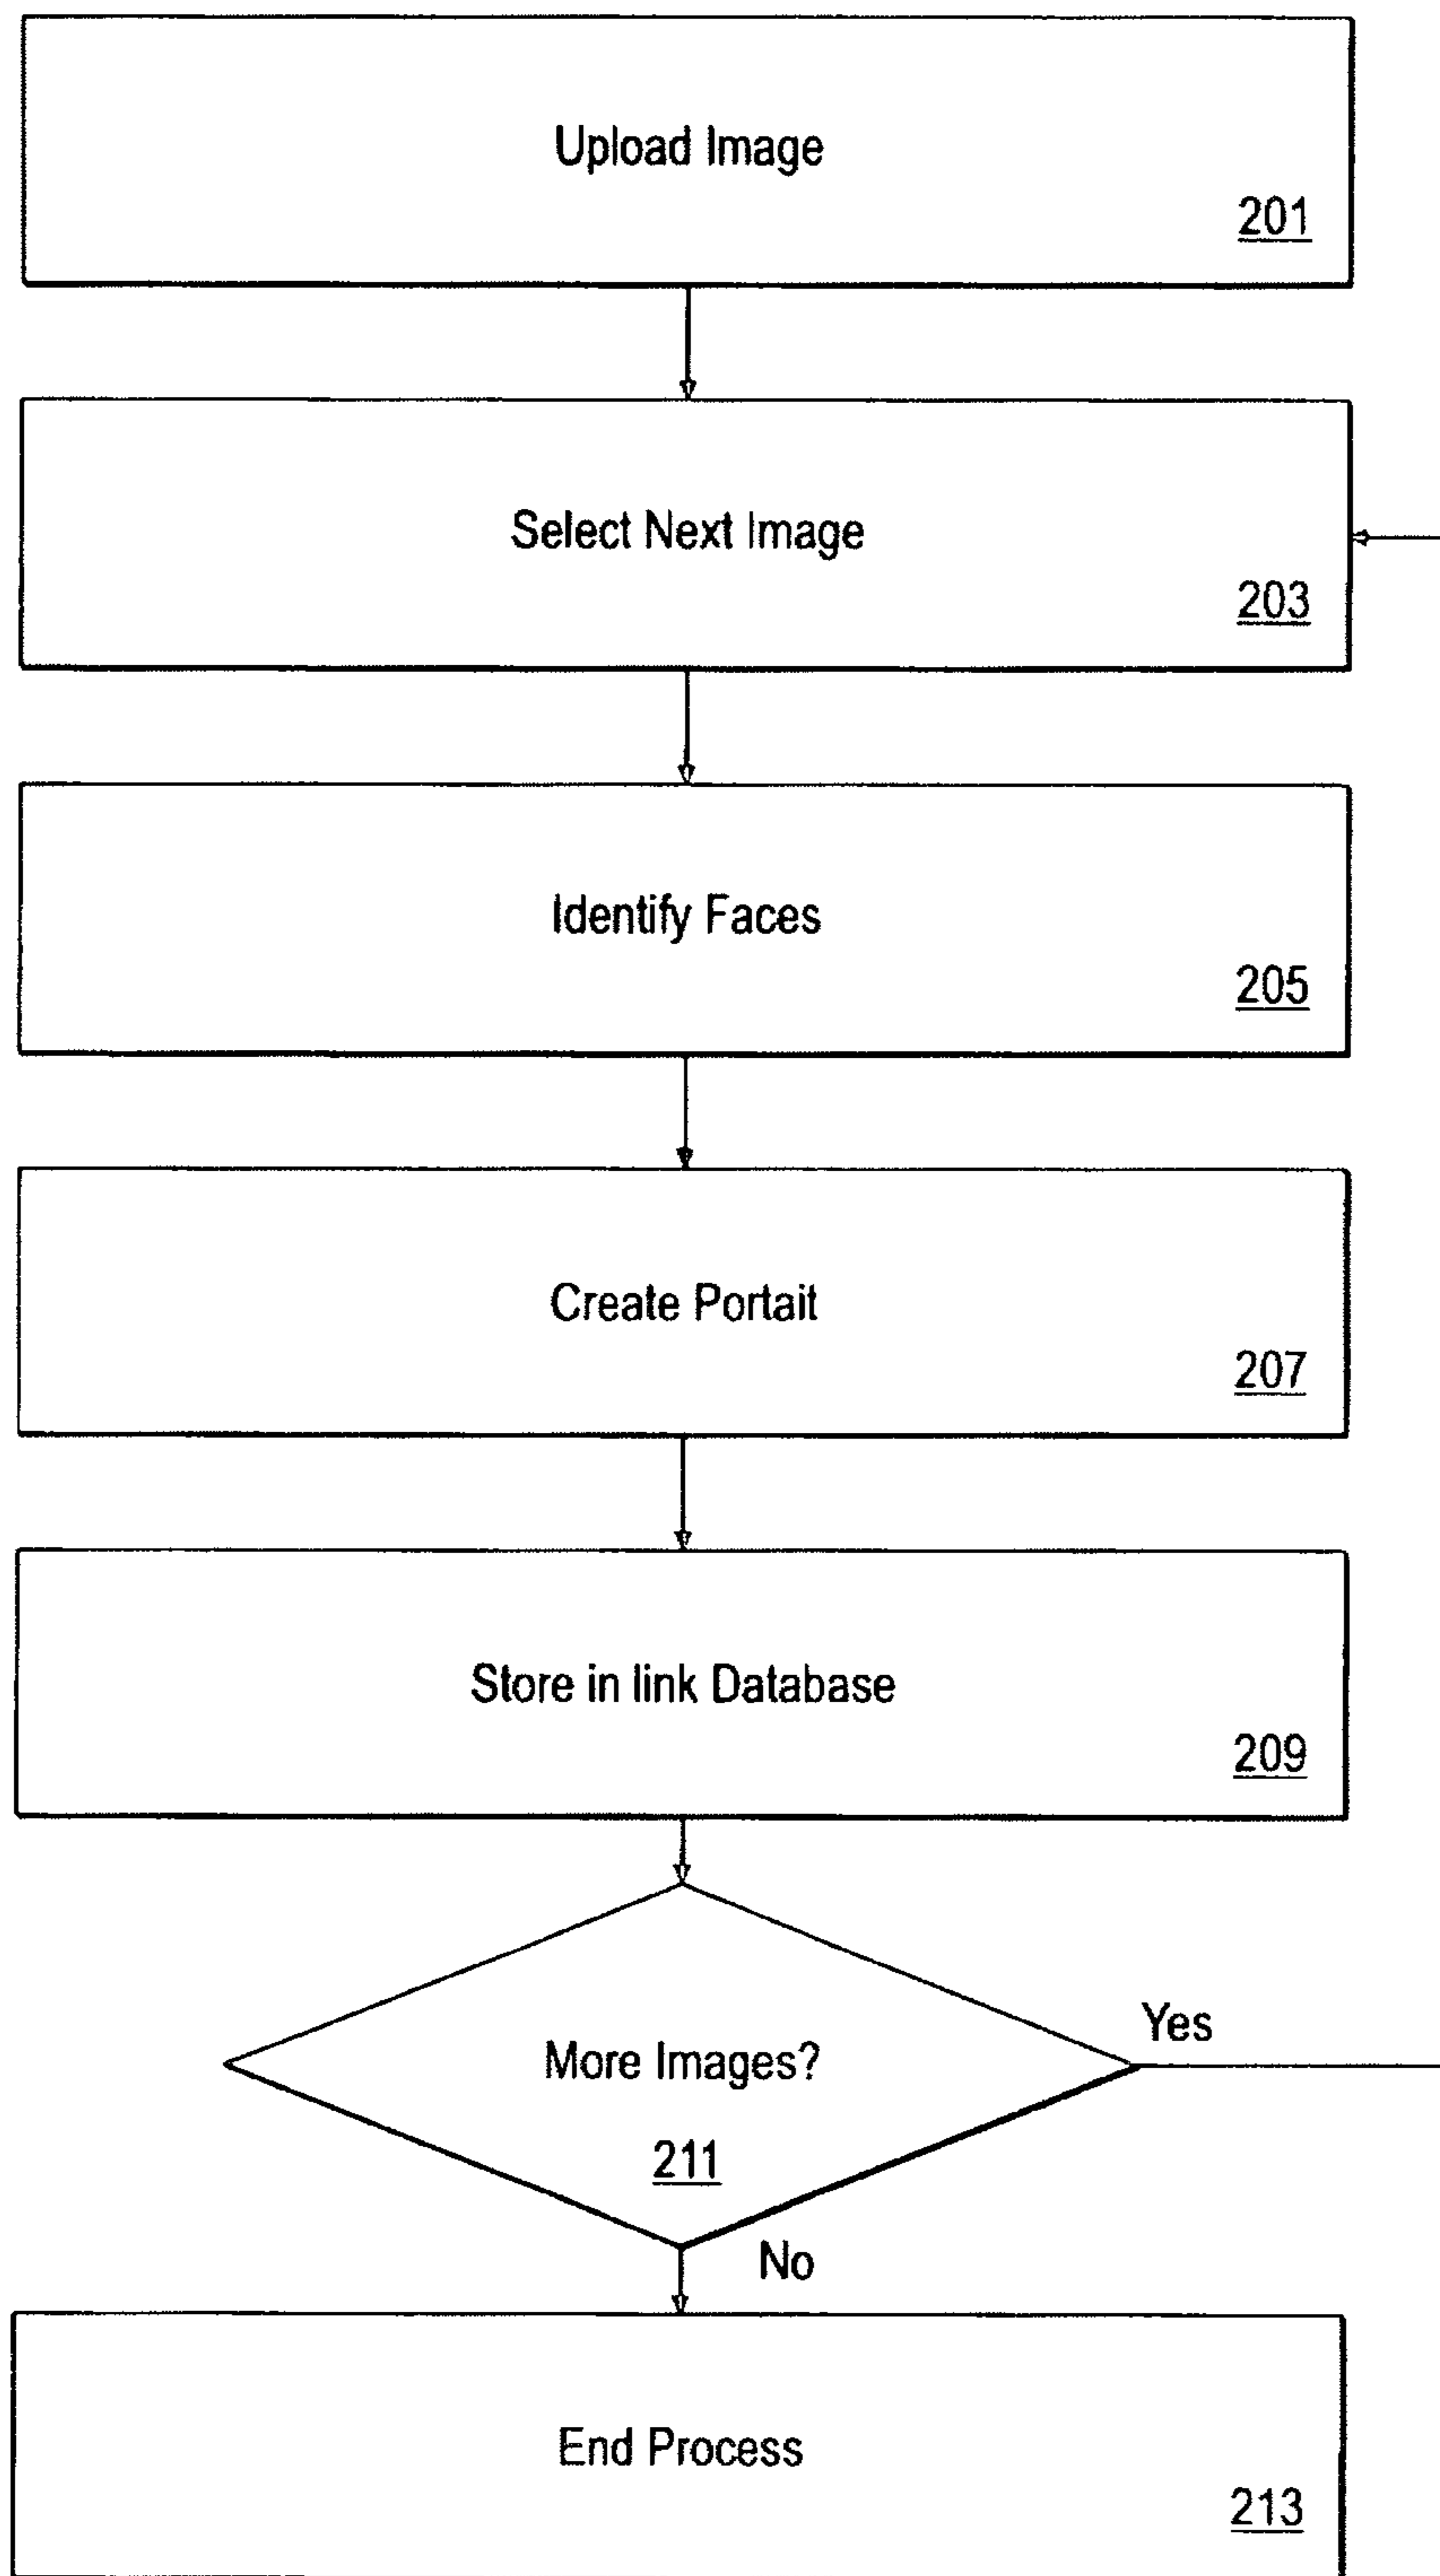 Upload Image
201
Select Next Image
203
Identify Faces
205
Create Portait
207
Store in link Database
209
More Images?
Yes
211
No
End Process
213